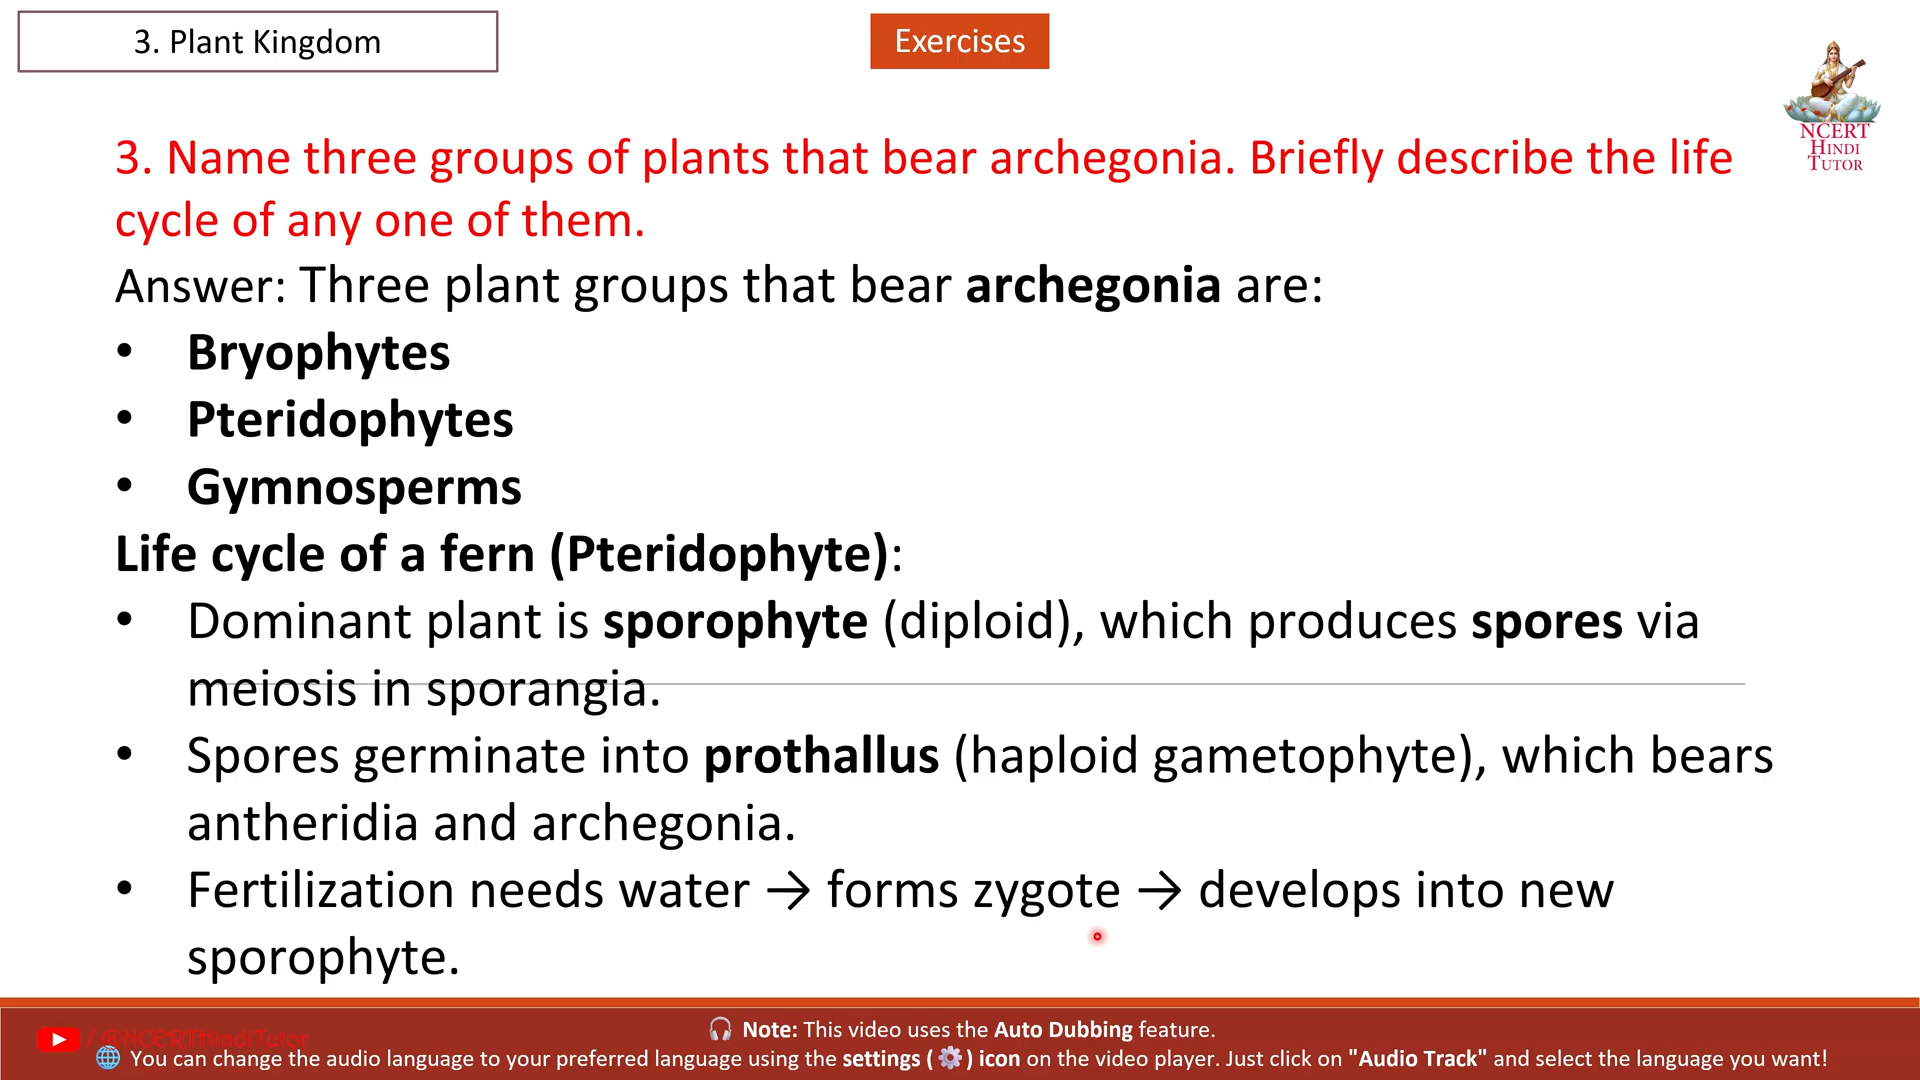 3. Plant Kingdom
Exercises
NCERT
HINDI
TUTOR
3. Name three groups of plants that bear archegonia. Briefly describe the life
cycle of any one of them.
Answer: Three plant groups that bear archegonia are:
• Bryophytes
• Pteridophytes
• Gymnosperms
Life cycle of a fern (Pteridophyte):
• Dominant plant is sporophyte (diploid), which produces spores via
meiosis in sporangia.
• Spores germinate into prothallus (haploid gametophyte), which bears
antheridia and archegonia.
• Fertilization needs water → forms zygote → develops into new
sporophyte.
/@NCERTHindiTutor
🎧 Note: This video uses the Auto Dubbing feature.
🌐 You can change the audio language to your preferred language using the settings (⚙️) icon on the video player. Just click on "Audio Track" and select the language you want!